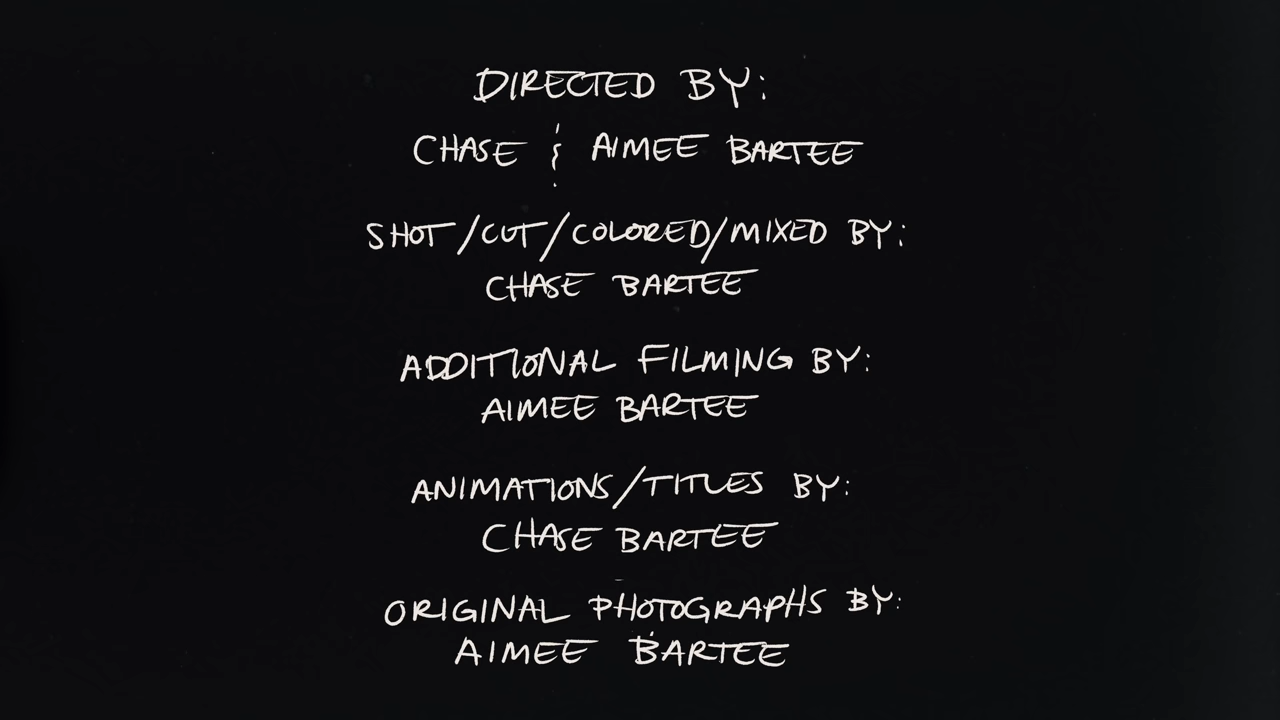 DIRECTED BY:
CHASE & AIMEE BARTEE
SHOT/CUT/COLORED/MIXED BY:
CHASE BARTEE
ADDITIONAL FILMING BY:
AIMEE BARTEE
ANIMATIONS/TITLES BY:
CHASE BARTEE
ORIGINAL PHOTOGRAPHS BY:
AIMEE BARTEE